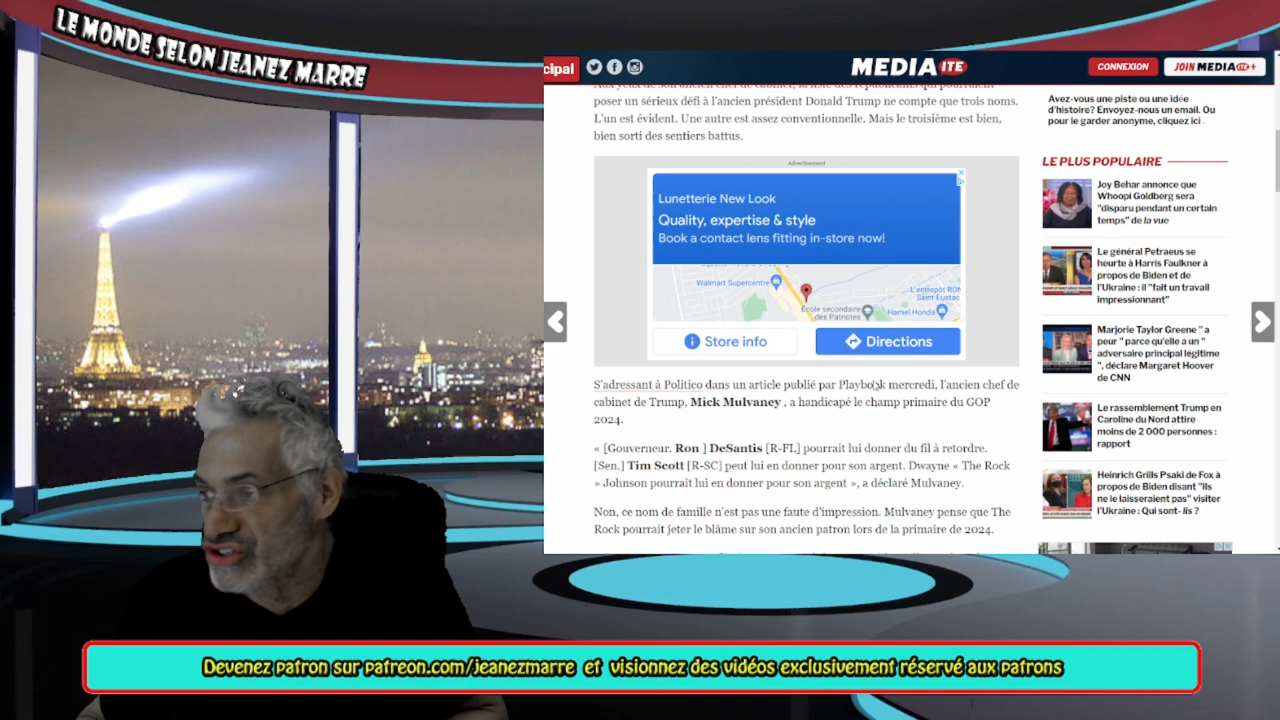 LE MONDE SELON JEANEZ MARRE
cipal
MEDIAITE
CONNEXION
JOIN MEDIAITE+
poser un sérieux défi à l'ancien président Donald Trump ne compte que trois noms.
L'un est évident. Une autre est assez conventionnelle. Mais le troisième est bien,
bien sorti des sentiers battus.
Advertisement
Lunetterie New Look
Quality, expertise & style
Book a contact lens fitting in-store now!
Walmart Supercentre
École secondaire
des Patriotes
L'entrepôt RON
Saint-Eustac
Hamel Honda
Store info
Directions
S'adressant à Politico dans un article publié par Playbook mercredi, l'ancien chef de
cabinet de Trump, Mick Mulvaney , a handicapé le champ primaire du GOP
2024.
« [Gouverneur. Ron ] DeSantis [R-FL] pourrait lui donner du fil à retordre.
[Sen.] Tim Scott [R-SC] peut lui en donner pour son argent. Dwayne « The Rock
» Johnson pourrait lui en donner pour son argent », a déclaré Mulvaney.
Non, ce nom de famille n'est pas une faute d'impression. Mulvaney pense que The
Rock pourrait jeter le blâme sur son ancien patron lors de la primaire de 2024.
Avez-vous une piste ou une idée
d'histoire? Envoyez-nous un email. Ou
pour le garder anonyme, cliquez ici .
LE PLUS POPULAIRE
Joy Behar annonce que
Whoopi Goldberg sera
"disparu pendant un certain
temps" de la vue
Le général Petraeus se
heurte à Harris Faulkner à
propos de Biden et de
l'Ukraine : il "fait un travail
impressionnant"
Marjorie Taylor Greene " a
peur " parce qu'elle a un "
adversaire principal légitime
", déclare Margaret Hoover
de CNN
Le rassemblement Trump en
Caroline du Nord attire
moins de 2 000 personnes :
rapport
Heinrich Grills Psaki de Fox à
propos de Biden disant "Ils
ne le laisseraient pas" visiter
l'Ukraine : Qui sont- ils ?
Devenez patron sur patreon.com/jeanezmarre et visionnez des vidéos exclusivement réservé aux patrons